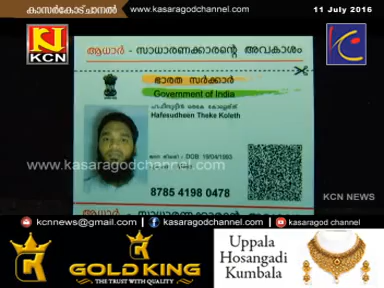 കാസർകോട് ചാനൽ
www.kasaragodchannel.com
11 July 2016
KCN
ആധാർ - സാധാരണക്കാരന്റെ അവകാശം
ഭാരത സർക്കാർ
Government of India
Hafesudheen Theke Koleth
DOB 19/04/1993
www.kasaragodchannel.com
8785 4198 0478
KCN NEWS
kcnnews@gmail.com | kasaragod channel.com | kasaragod channel
GOLD KING
THE TRUST WITH QUALITY
Uppala
Hosangadi
Kumbala